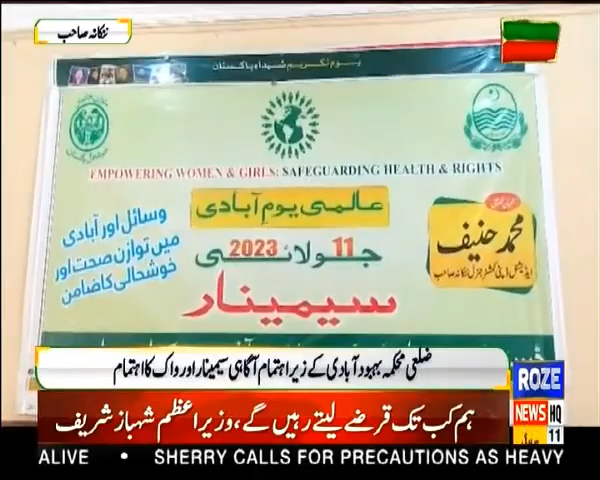 ننکانہ صاحب
یوم تکریم شہداء پاکستان
EMPOWERING WOMEN & GIRLS: SAFEGUARDING HEALTH & RIGHTS
عالمی یوم آبادی
11 جولائی 2023
سیمینار
وسائل اور آبادی
میں توازن صحت اور
خوشحالی کا ضامن
محمد حنیف
ایڈیشنل ڈپٹی کمشنر جنرل ننکانہ صاحب
ضلعی محکمہ بہبود آبادی کے زیر اہتمام آگاہی سیمینار اور واک کا اہتمام
ہم کب تک قرضے لیتے رہیں گے، وزیراعظم شہباز شریف
ROZE
NEWS HQ
11 جولائی
ALIVE • SHERRY CALLS FOR PRECAUTIONS AS HEAVY